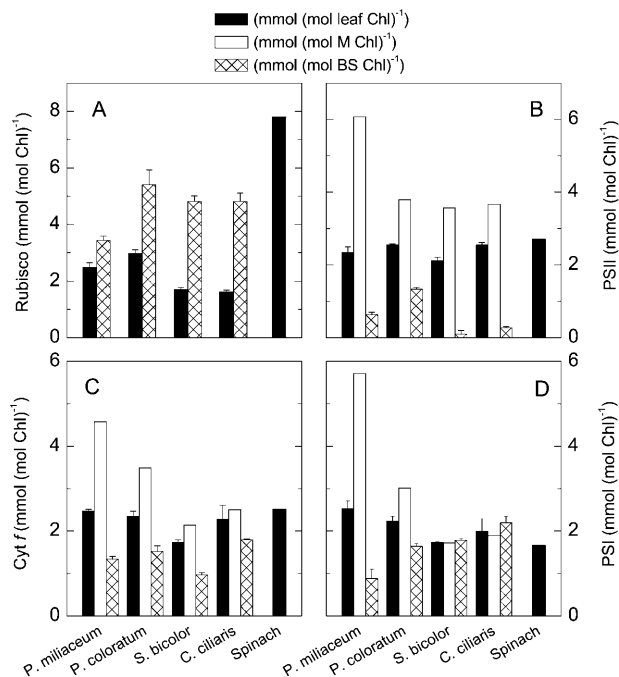 (mmol (mol leaf Chl)-1)
(mmol (mol M Chl)-1)
(mmol (mol BS Chl)-1)
A
B
Rubisco (mmol (mol Chl)-1)
8
6
4
2
0
PSII (mmol (mol Chl)-1)
6
4
2
0
C
D
Cyt f (mmol (mol Chl)-1)
6
4
2
0
PSI (mmol (mol Chl)-1)
6
4
2
0
P. miliaceum
P. coloratum
S. bicolor
C. ciliaris
Spinach
P. miliaceum
P. coloratum
S. bicolor
C. ciliaris
Spinach